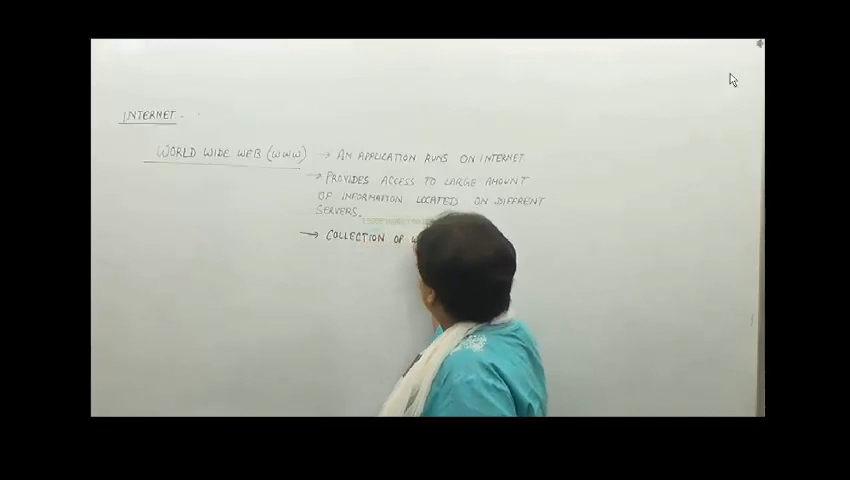 INTERNET -
WORLD WIDE WEB (WWW) → AN APPLICATION RUNS ON INTERNET
→ PROVIDES ACCESS TO LARGE AMOUNT
OF INFORMATION LOCATED ON DIFFRENT
SERVERS.
→ COLLECTION OF